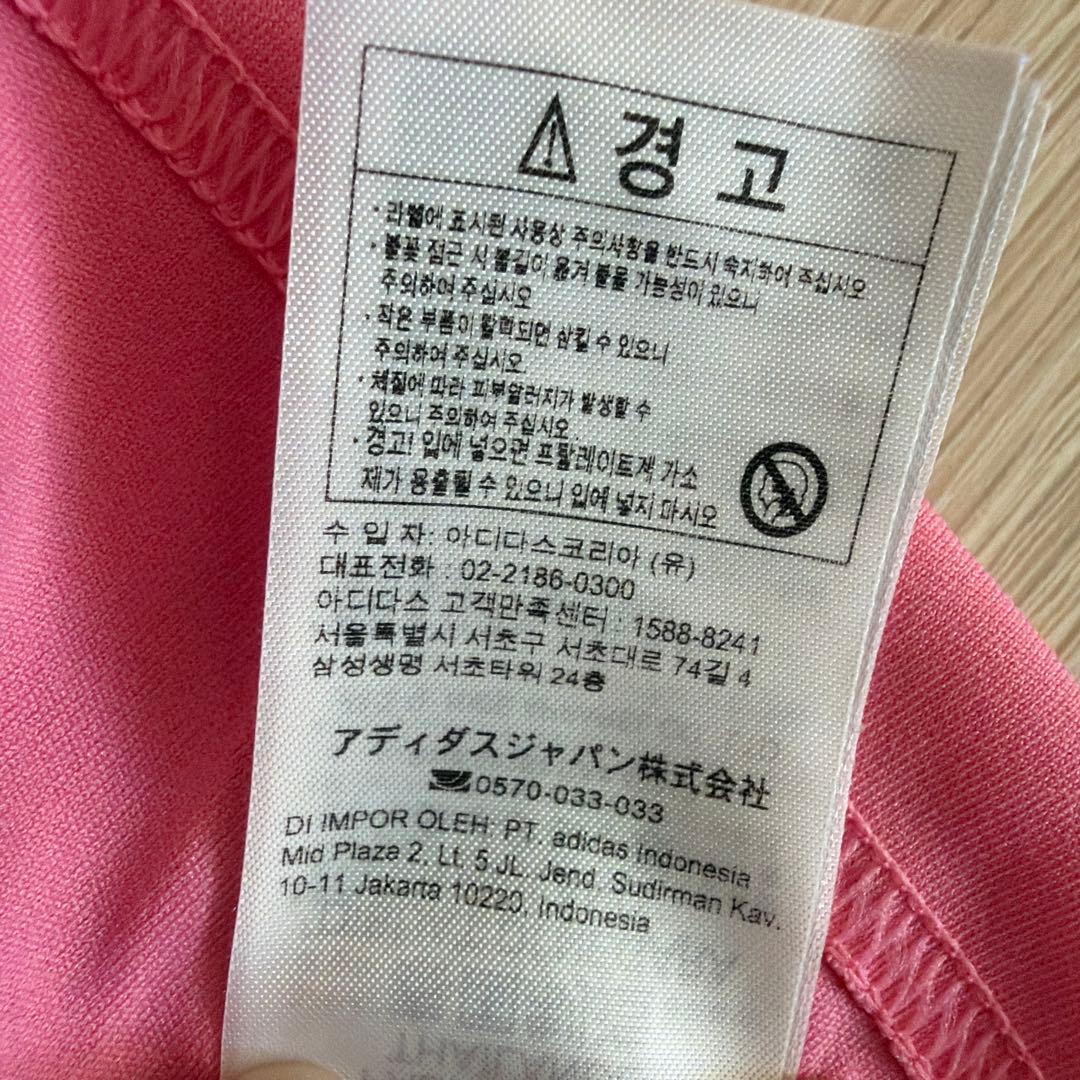 경고
· 라벨에 표시된 사용상 주의사항을 반드시 숙지하여 주십시오
· 불꽃 접근 시 불길이 옮겨 붙을 가능성이 있으니
주의하여 주십시오
· 작은 부품이 탈락되면 삼킬 수 있으니
주의하여 주십시오
· 체질에 따라 피부알러지가 발생할 수
있으니 주의하여 주십시오.
· 경고! 입에 넣으면 프탈레이트계 가소
제가 용출될 수 있으니 입에 넣지 마시오
수 입 자: 아디다스코리아 (유)
대표전화 : 02-2186-0300
아디다스 고객만족센터 : 1588-8241
서울특별시 서초구 서초대로 74길 4
삼성생명 서초타워 24층
アディダスジャパン株式会社
0570-033-033
DI IMPOR OLEH: PT. adidas Indonesia
Mid Plaza 2, Lt. 5 JL. Jend. Sudirman Kav.
10-11 Jakarta 10220, Indonesia